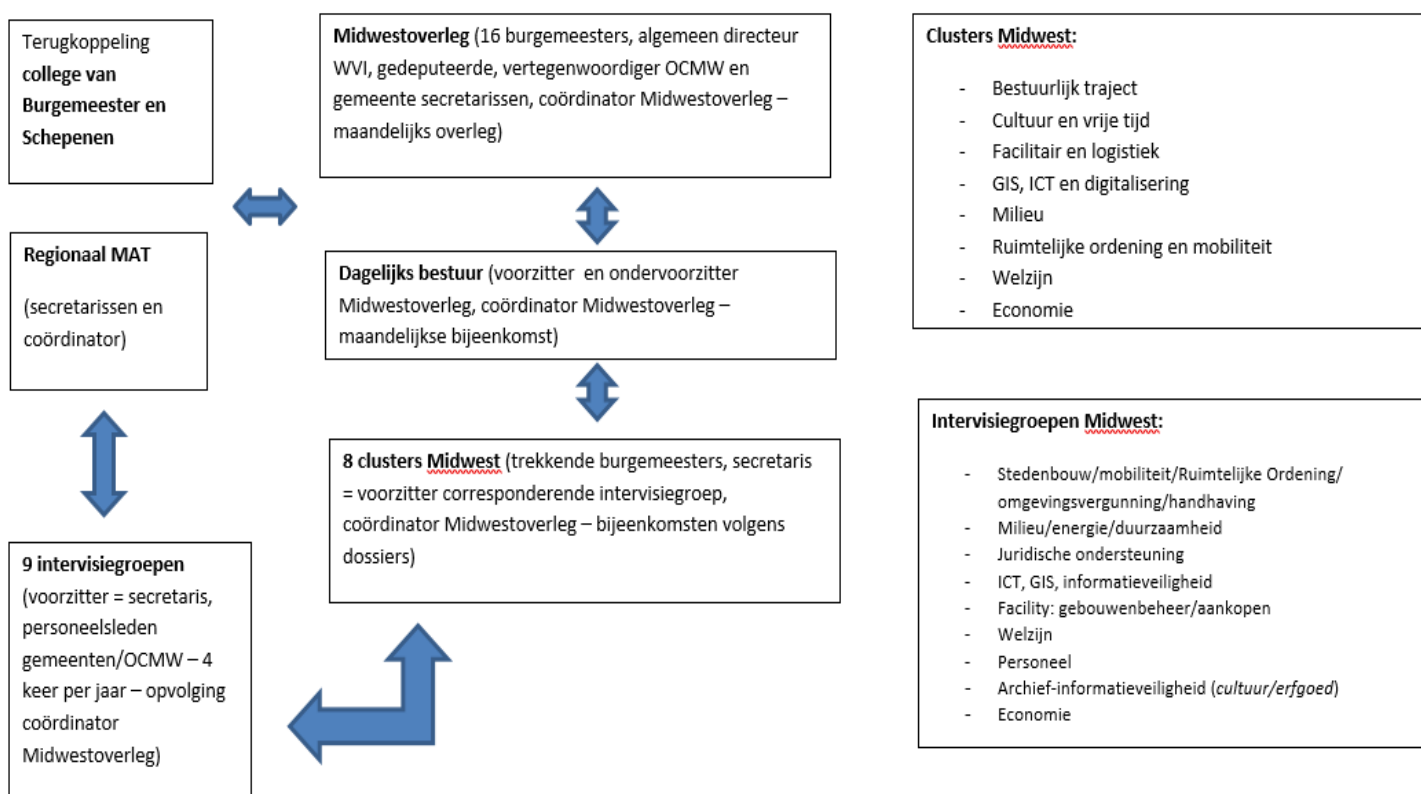 Terugkoppeling
college van
Burgemeester en
Schepenen
Midwestoverleg (16 burgemeesters, algemeen directeur
WVI, gedeputeerde, vertegenwoordiger OCMW en
gemeente secretarissen, coördinator Midwestoverleg –
maandelijks overleg)
Regionaal MAT
(secretarissen en
coördinator)
Dagelijks bestuur (voorzitter en ondervoorzitter
Midwestoverleg, coördinator Midwestoverleg –
maandelijkse bijeenkomst)
8 clusters Midwest (trekkende burgemeesters, secretaris
= voorzitter corresponderende intervisiegroep,
coördinator Midwestoverleg – bijeenkomsten volgens
dossiers)
9 intervisiegroepen
(voorzitter = secretaris,
personeelsleden
gemeenten/OCMW – 4
keer per jaar – opvolging
coördinator
Midwestoverleg)
Clusters Midwest:
- Bestuurlijk traject
- Cultuur en vrije tijd
- Facilitair en logistiek
- GIS, ICT en digitalisering
- Milieu
- Ruimtelijke ordening en mobiliteit
- Welzijn
- Economie
Intervisiegroepen Midwest:
- Stedenbouw/mobiliteit/Ruimtelijke Ordening/
omgevingsvergunning/handhaving
- Milieu/energie/duurzaamheid
- Juridische ondersteuning
- ICT, GIS, informatieveiligheid
- Facility: gebouwenbeheer/aankopen
- Welzijn
- Personeel
- Archief-informatieveiligheid (cultuur/erfgoed)
- Economie